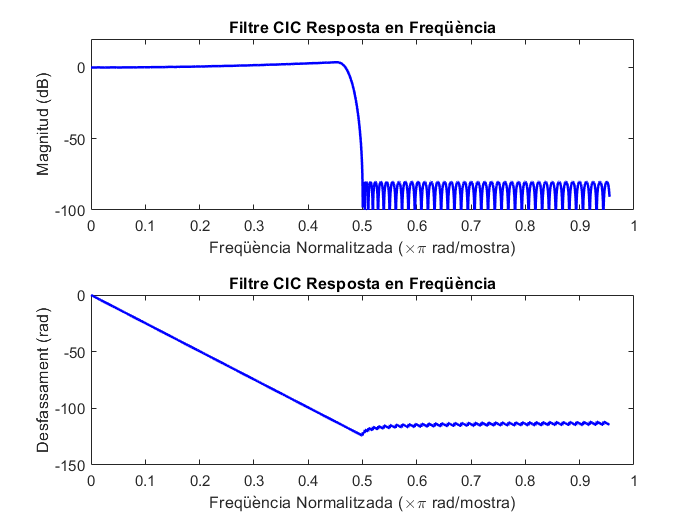 Filtre CIC Resposta en Freqüència
Magnitud (dB)
0
-50
-100
0 0.1 0.2 0.3 0.4 0.5 0.6 0.7 0.8 0.9 1
Freqüència Normalitzada (×π rad/mostra)
Filtre CIC Resposta en Freqüència
Desfassament (rad)
0
-50
-100
-150
0 0.1 0.2 0.3 0.4 0.5 0.6 0.7 0.8 0.9 1
Freqüència Normalitzada (×π rad/mostra)